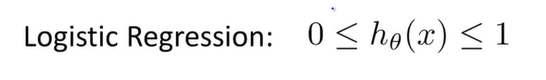 Logistic Regression: 0 ≤ hθ(x) ≤ 1